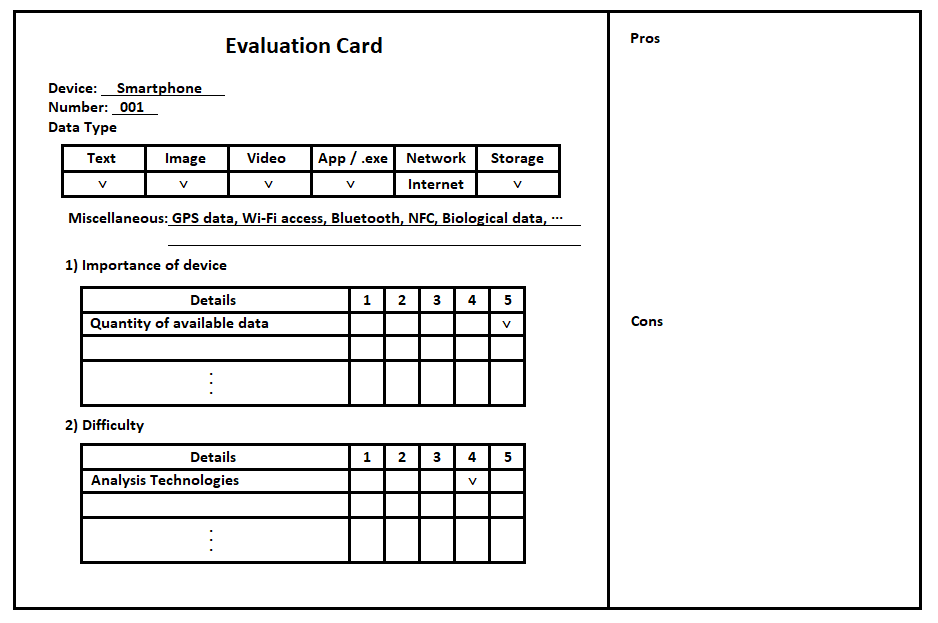 Evaluation Card
Device: Smartphone
Number: 001
Data Type
Text Image Video App / .exe Network Storage
v v v v Internet v
Miscellaneous: GPS data, Wi-Fi access, Bluetooth, NFC, Biological data, ···
1) Importance of device
Details 1 2 3 4 5
Quantity of available data v
:
2) Difficulty
Details 1 2 3 4 5
Analysis Technologies v
:
Pros
Cons